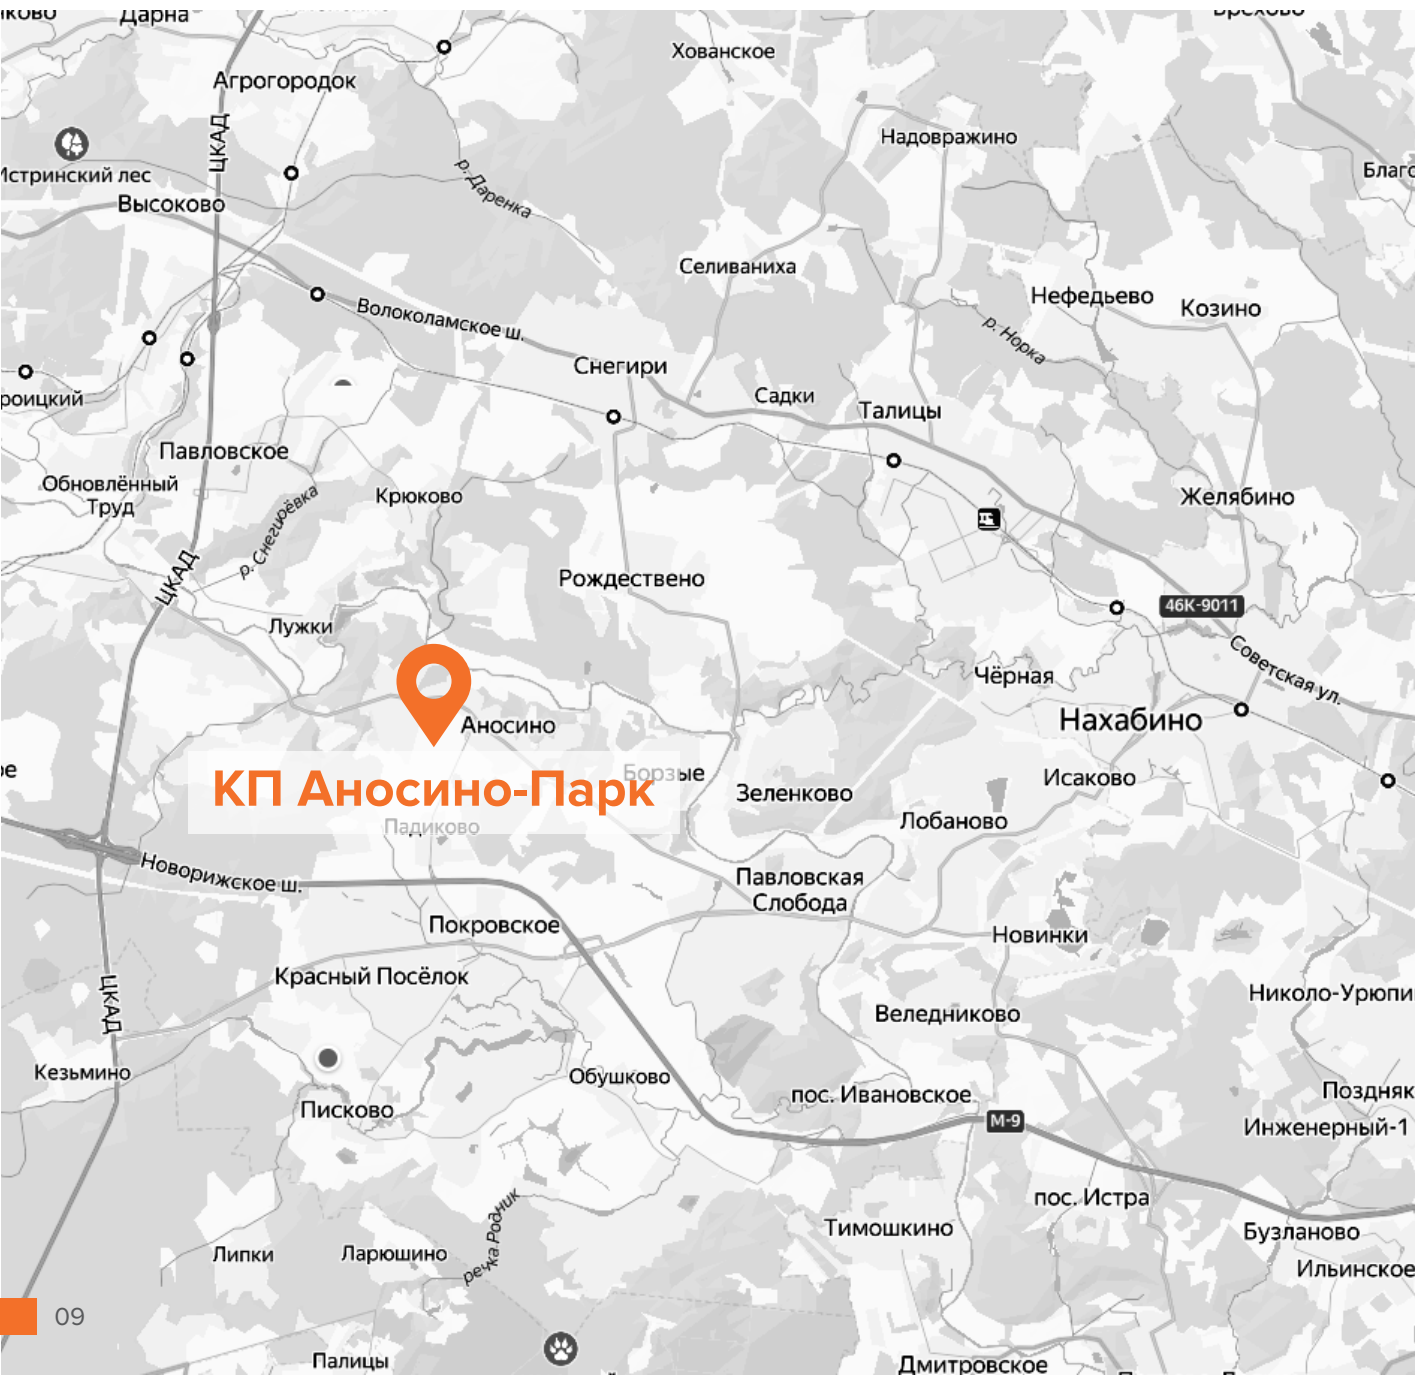 Дарна
Хованское
Агрогородок
Надовражино
ЦКАД
Истринский лес
р. Даренка
Высоково
Селиваниха
Нефедьево
Козино
Волоколамское ш.
р. Норка
Снегири
Садки
Талицы
Павловское
Обновлённый
Труд
Крюково
Желябино
р. Снегирёвка
ЦКАД
Рождествено
46К-9011
Лужки
Советская ул.
Чёрная
Нахабино
Аносино
Борзые
Исаково
КП Аносино-Парк
Зеленково
Лобаново
Падиково
Новорижское ш.
Павловская
Слобода
Покровское
Новинки
Красный Посёлок
ЦКАД
Николо-Урюпи
Веледниково
Кезьмино
Обушково
пос. Ивановское
Поздняк
Писково
М-9
Инженерный-1
пос. Истра
речка Родник
Тимошкино
Бузланово
Липки
Ларюшино
Ильинское
09
Палицы
Дмитровское